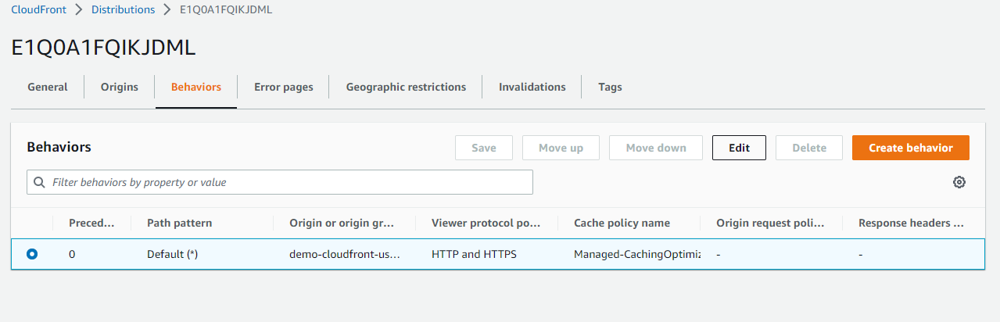 CloudFront > Distributions > E1Q0A1FQIKJDML
E1Q0A1FQIKJDML
General Origins Behaviors Error pages Geographic restrictions Invalidations Tags
Behaviors Save Move up Move down Edit Delete Create behavior
Filter behaviors by property or value
Preced... Path pattern Origin or origin gr... Viewer protocol po... Cache policy name Origin request poli... Response headers ...
0 Default (*) demo-cloudfront-us... HTTP and HTTPS Managed-CachingOptimiz - -